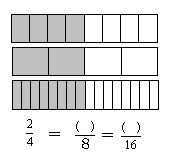 2/4 = ( )/8 = ( )/16